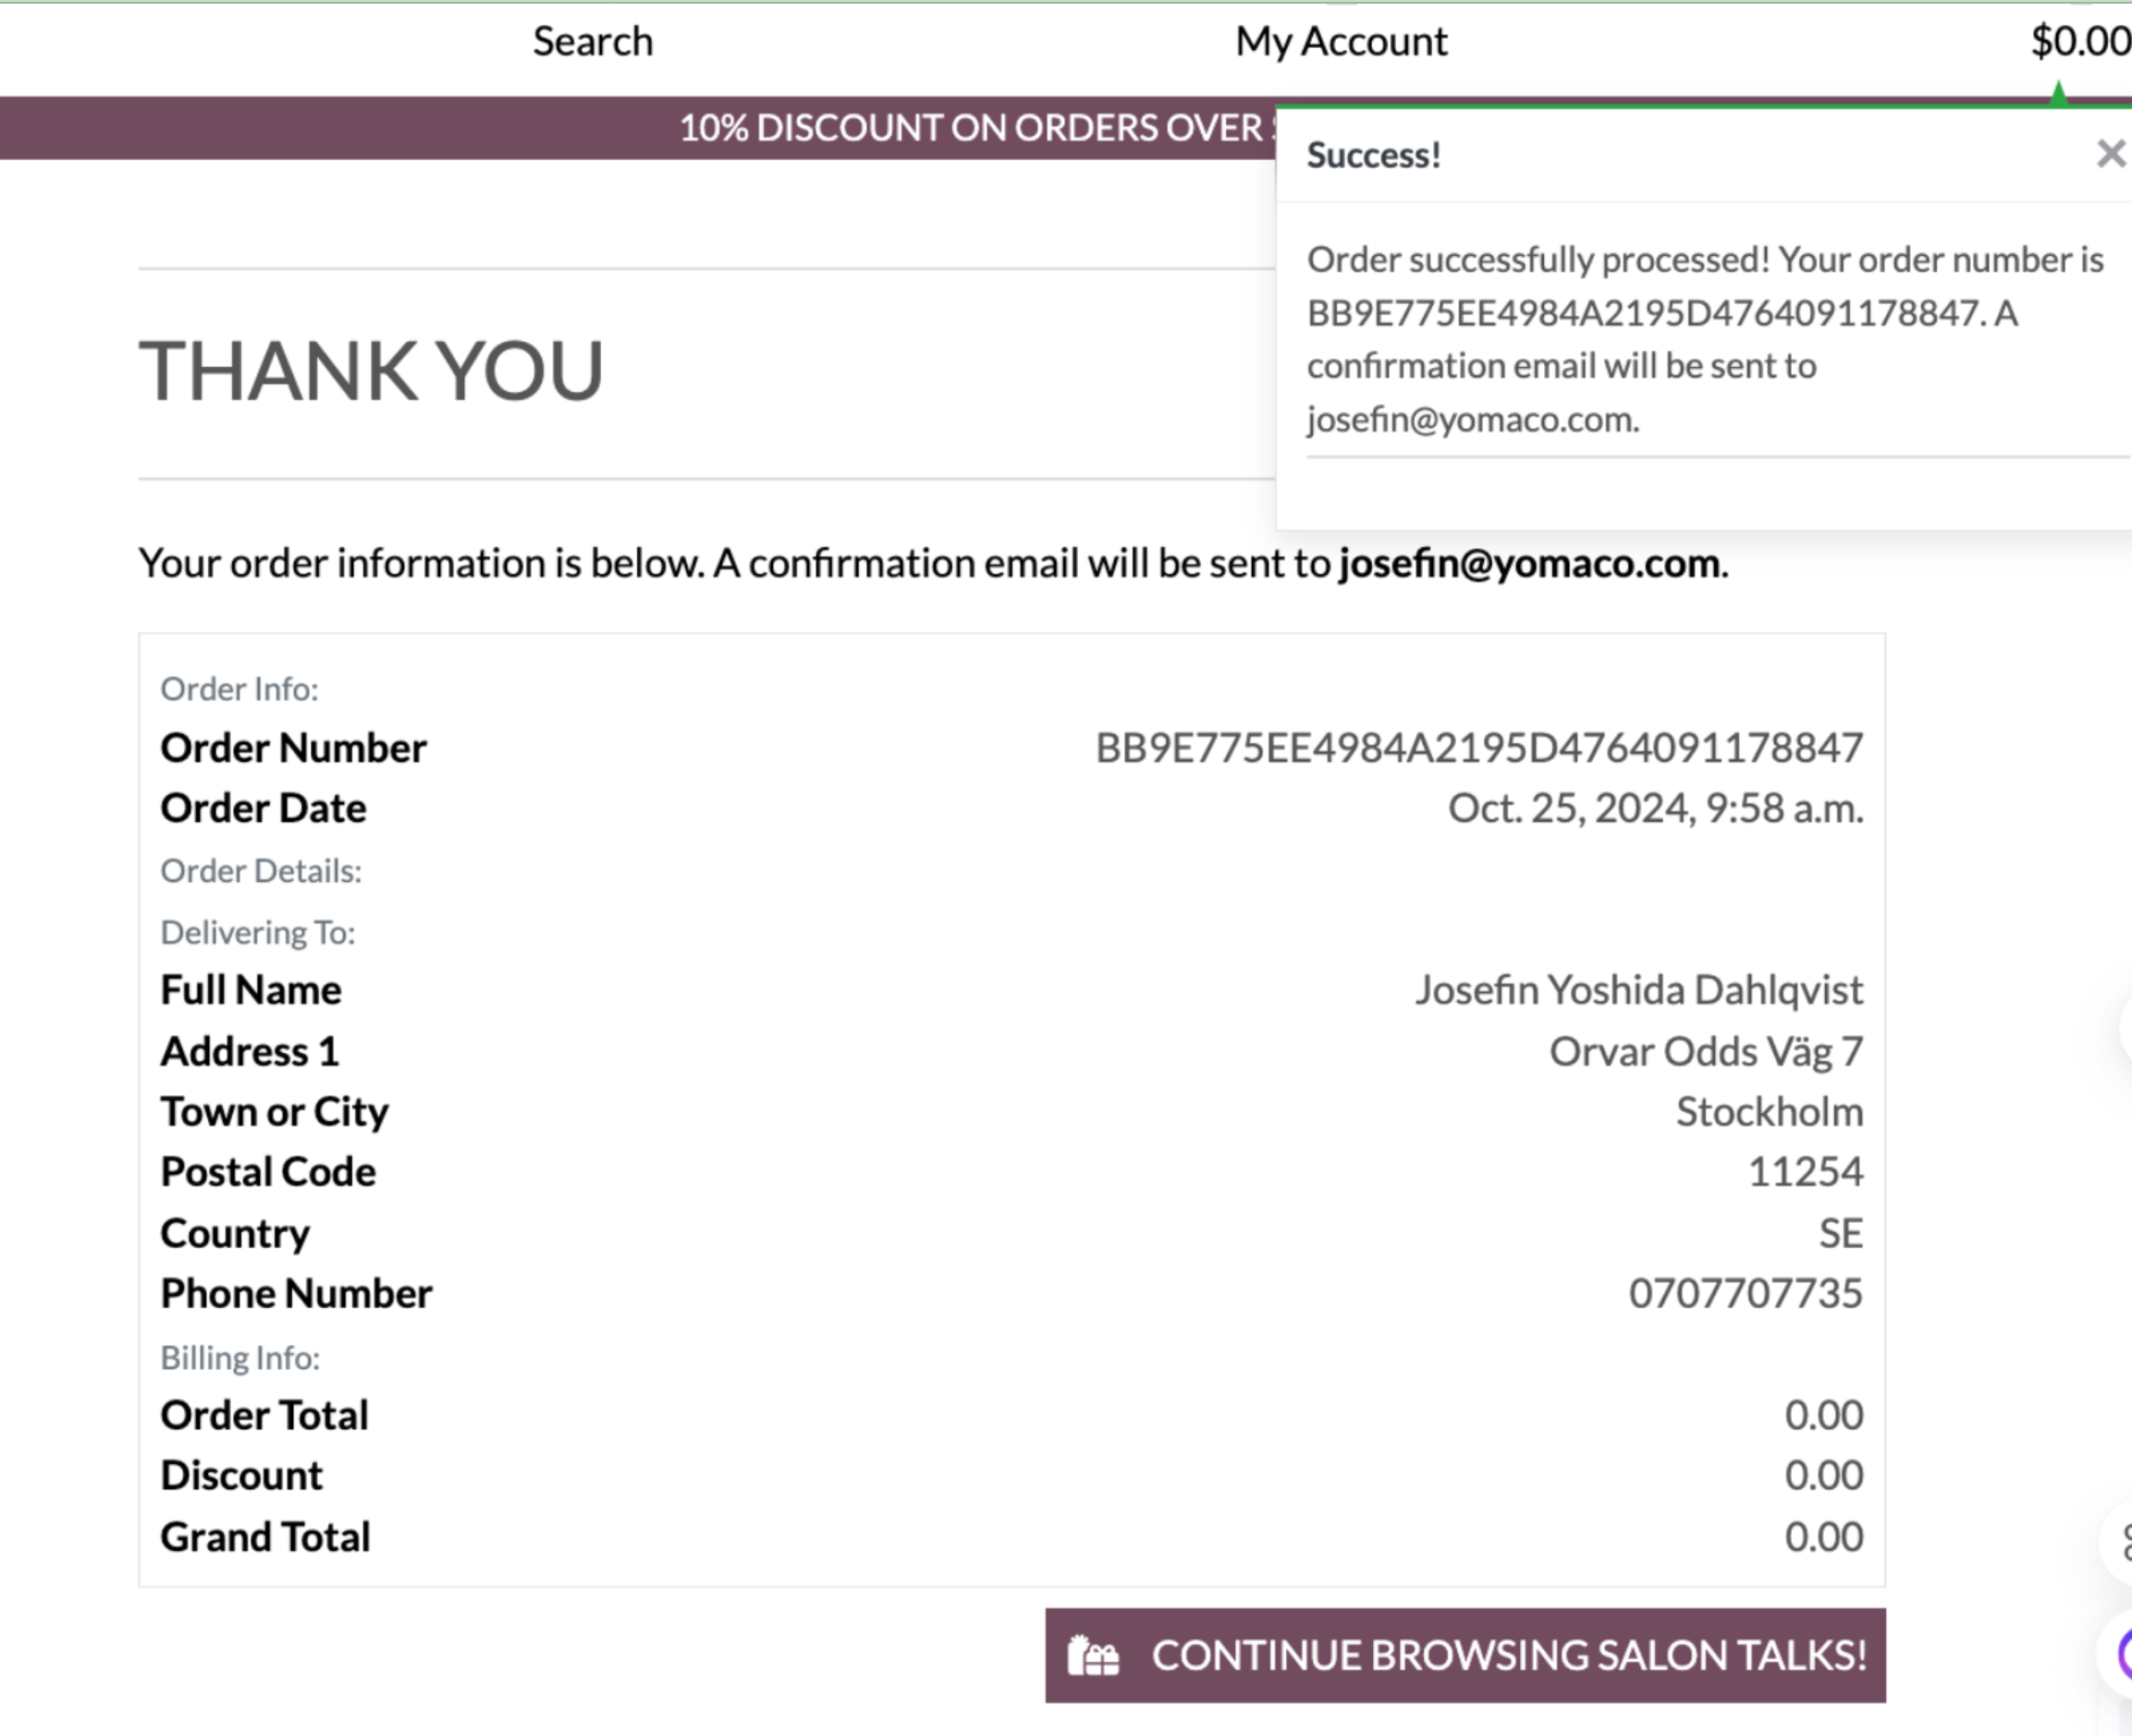 Search My Account $0.00
10% DISCOUNT ON ORDERS OVER
Success!
Order successfully processed! Your order number is
BB9E775EE4984A2195D4764091178847. A
confirmation email will be sent to
josefin@yomaco.com.
THANK YOU
Your order information is below. A confirmation email will be sent to josefin@yomaco.com.
Order Info:
Order Number BB9E775EE4984A2195D4764091178847
Order Date Oct. 25, 2024, 9:58 a.m.
Order Details:
Delivering To:
Full Name Josefin Yoshida Dahlqvist
Address 1 Orvar Odds Väg 7
Town or City Stockholm
Postal Code 11254
Country SE
Phone Number 0707707735
Billing Info:
Order Total 0.00
Discount 0.00
Grand Total 0.00
CONTINUE BROWSING SALON TALKS!